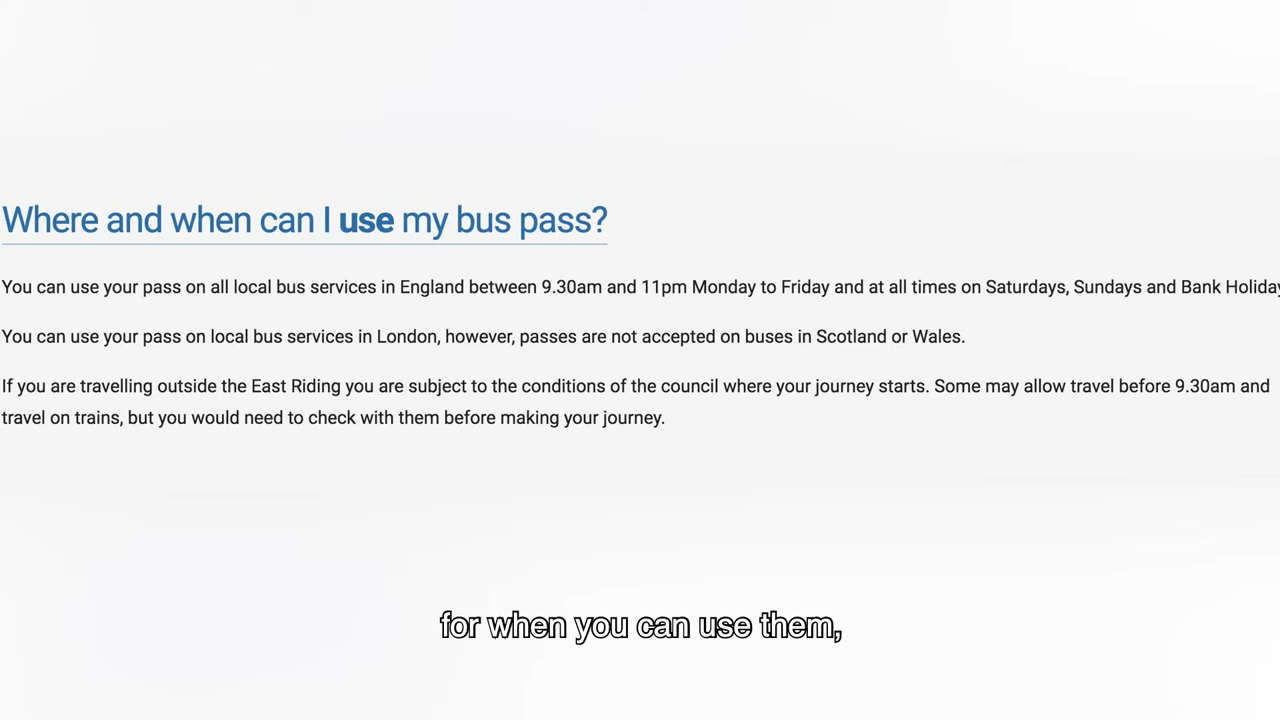 Where and when can I use my bus pass?
You can use your pass on all local bus services in England between 9.30am and 11pm Monday to Friday and at all times on Saturdays, Sundays and Bank Holiday
You can use your pass on local bus services in London, however, passes are not accepted on buses in Scotland or Wales.
If you are travelling outside the East Riding you are subject to the conditions of the council where your journey starts. Some may allow travel before 9.30am and
travel on trains, but you would need to check with them before making your journey.
for when you can use them,